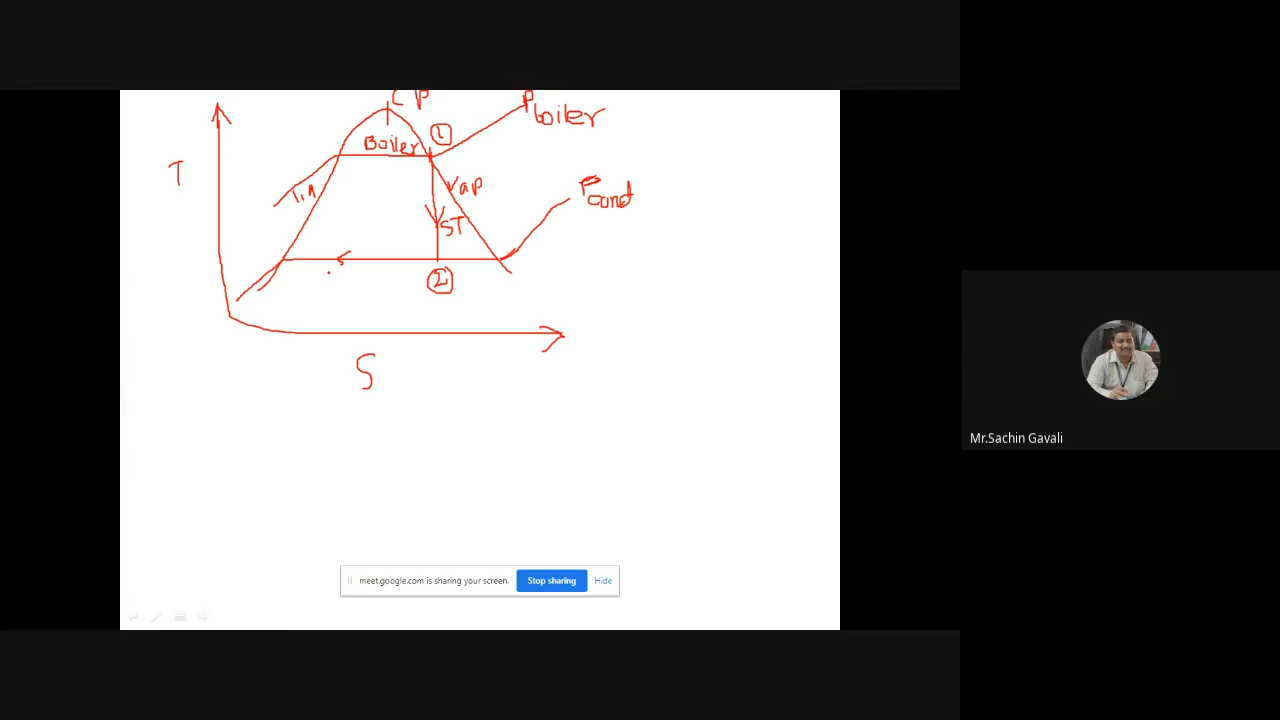 CP
P boiler
Boiler
1
T
Vap
P cond
ST
2
S
meet.google.com is sharing your screen.
Stop sharing
Hide
Mr.Sachin Gavali